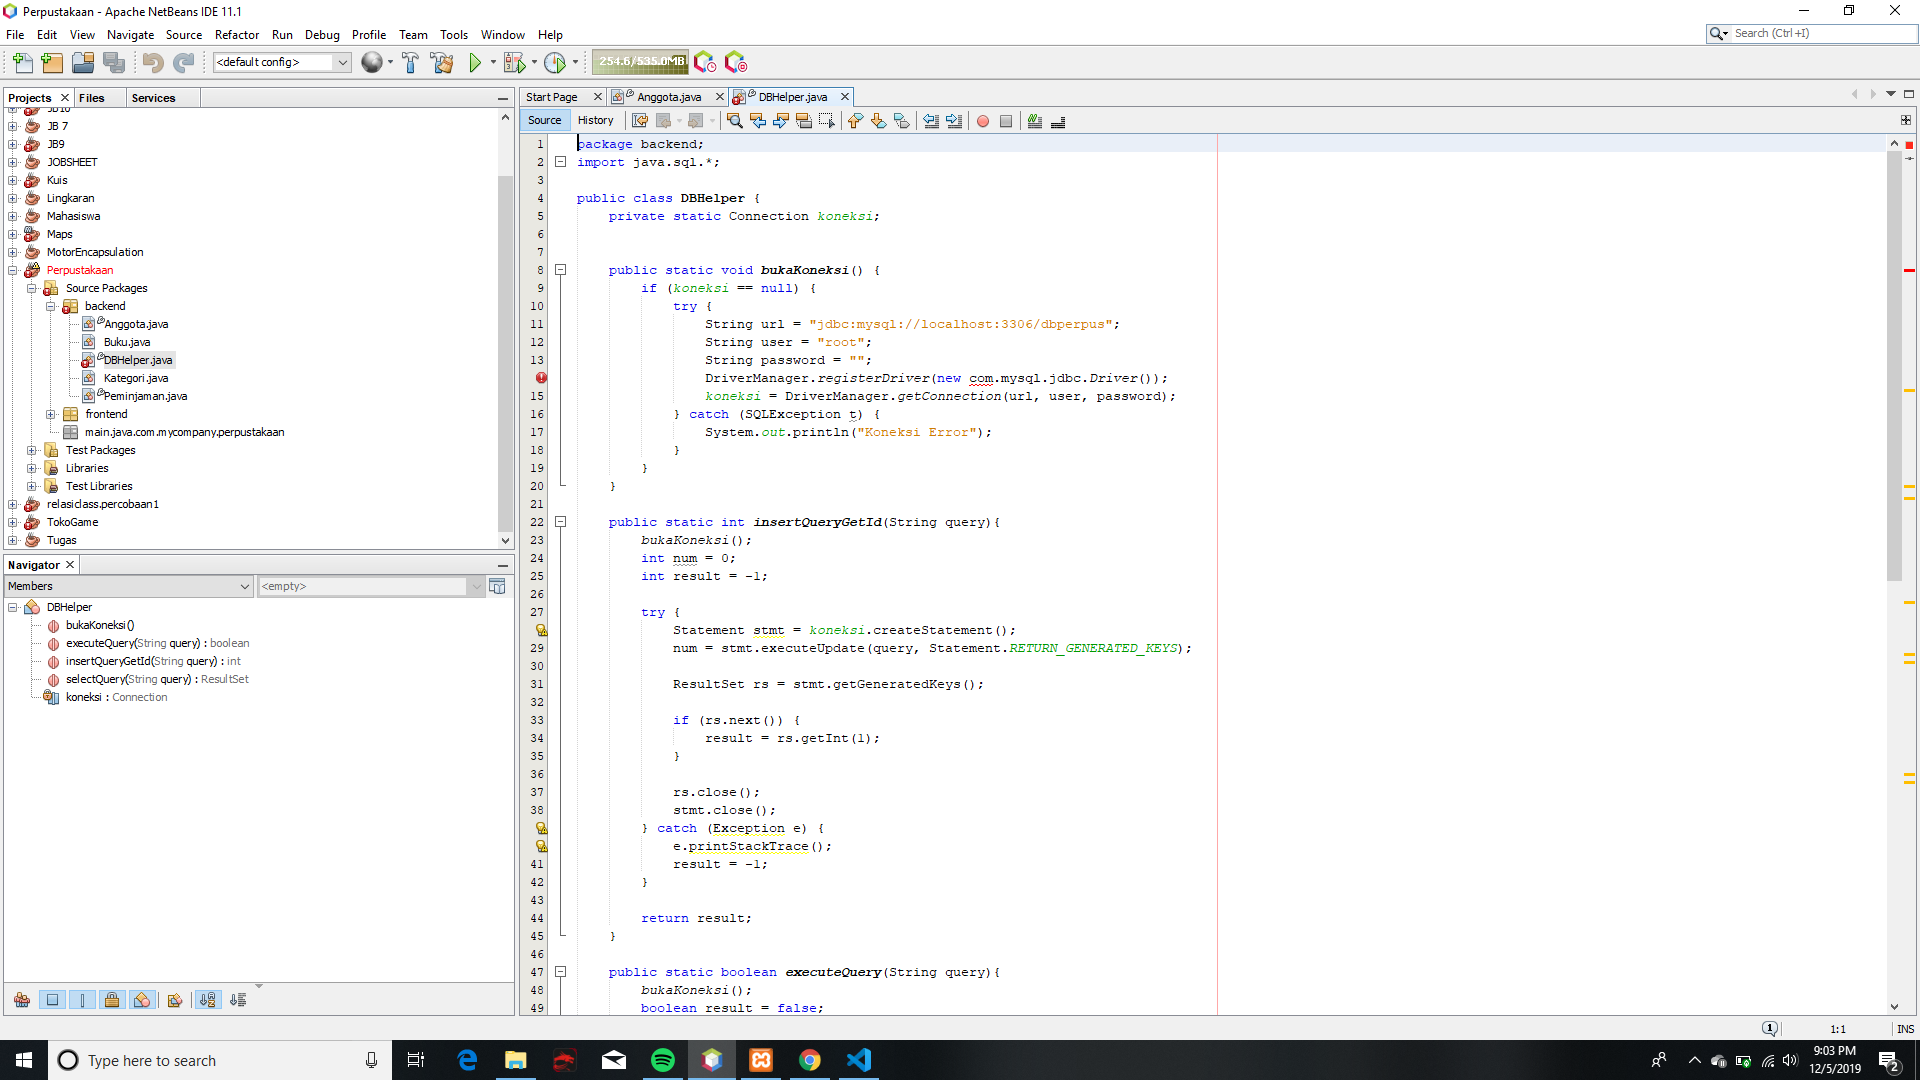 Perpustakaan - Apache NetBeans IDE 11.1
File Edit View Navigate Source Refactor Run Debug Profile Team Tools Window Help
Search (Ctrl+I)
<default config>
254.6/535.0MB
Projects Files Services
JB10
JB 7
JB9
JOBSHEET
Kuis
Lingkaran
Mahasiswa
Maps
MotorEncapsulation
Perpustakaan
Source Packages
backend
Anggota.java
Buku.java
DBHelper.java
Kategori.java
Peminjaman.java
frontend
main.java.com.mycompany.perpustakaan
Test Packages
Libraries
Test Libraries
relasiclass.percobaan1
TokoGame
Tugas
Navigator
Members
<empty>
DBHelper
bukaKoneksi()
executeQuery(String query) : boolean
insertQueryGetId(String query) : int
selectQuery(String query) : ResultSet
koneksi : Connection
Start Page Anggota.java DBHelper.java
Source History
1 package backend;
2 import java.sql.*;
3
4 public class DBHelper {
5 private static Connection koneksi;
6
7
8 public static void bukaKoneksi() {
9 if (koneksi == null) {
10 try {
11 String url = "jdbc:mysql://localhost:3306/dbperpus";
12 String user = "root";
13 String password = "";
DriverManager.registerDriver(new com.mysql.jdbc.Driver());
15 koneksi = DriverManager.getConnection(url, user, password);
16 } catch (SQLException t) {
17 System.out.println("Koneksi Error");
18 }
19 }
20 }
21
22 public static int insertQueryGetId(String query){
23 bukaKoneksi();
24 int num = 0;
25 int result = -1;
26
27 try {
Statement stmt = koneksi.createStatement();
29 num = stmt.executeUpdate(query, Statement.RETURN_GENERATED_KEYS);
30
31 ResultSet rs = stmt.getGeneratedKeys();
32
33 if (rs.next()) {
34 result = rs.getInt(1);
35 }
36
37 rs.close();
38 stmt.close();
} catch (Exception e) {
e.printStackTrace();
41 result = -1;
42 }
43
44 return result;
45 }
46
47 public static boolean executeQuery(String query){
48 bukaKoneksi();
49 boolean result = false;
1
1:1 INS
Type here to search
9:03 PM
12/5/2019
2